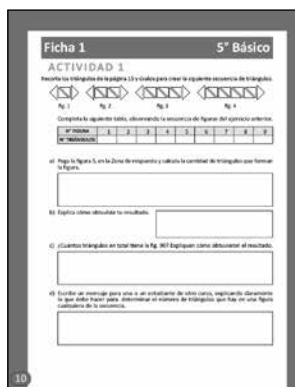 Ficha 1 5° Básico
ACTIVIDAD 1
Recorta los triángulos de la página 15 y úsalos para crear la siguiente secuencia de triángulos.
fig. 1 fig. 2 fig. 3 fig. 4
Completa la siguiente tabla, observando la secuencia de figuras del ejercicio anterior.
N° FIGURA 1 2 3 4 5 6 7 8 9
N° TRIÁNGULOS
a) Pega la figura 5, en la Zona de respuesta y calcula la cantidad de triángulos que forman
la figura.
b) Explica cómo obtuviste tu resultado.
c) ¿Cuántos triángulos en total tiene la fig. 90? Expliquen cómo obtuvieron el resultado.
d) Escribe un mensaje para una o un estudiante de otro curso, explicando claramente
lo que debe hacer para determinar el número de triángulos que hay en una figura
cualquiera de la secuencia.
10